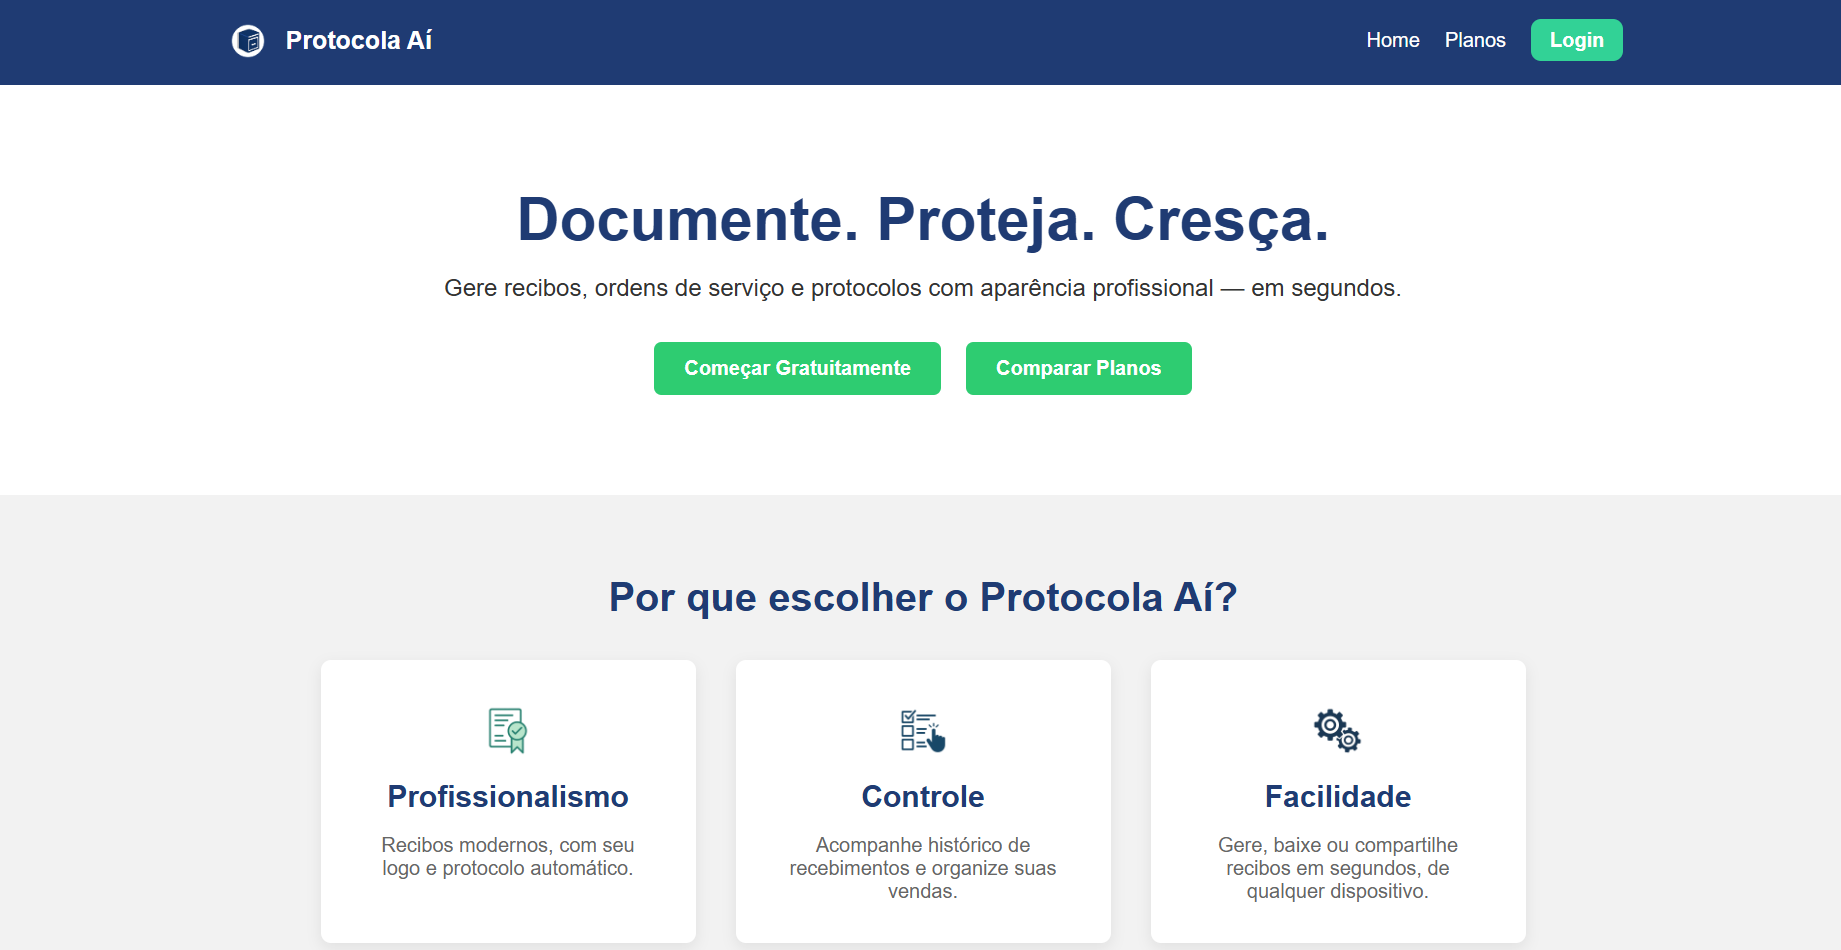 Protocola Aí
Home
Planos
Login
Documente. Proteja. Cresça.
Gere recibos, ordens de serviço e protocolos com aparência profissional — em segundos.
Começar Gratuitamente
Comparar Planos
Por que escolher o Protocola Aí?
Profissionalismo
Recibos modernos, com seu
logo e protocolo automático.
Controle
Acompanhe histórico de
recebimentos e organize suas
vendas.
Facilidade
Gere, baixe ou compartilhe
recibos em segundos, de
qualquer dispositivo.